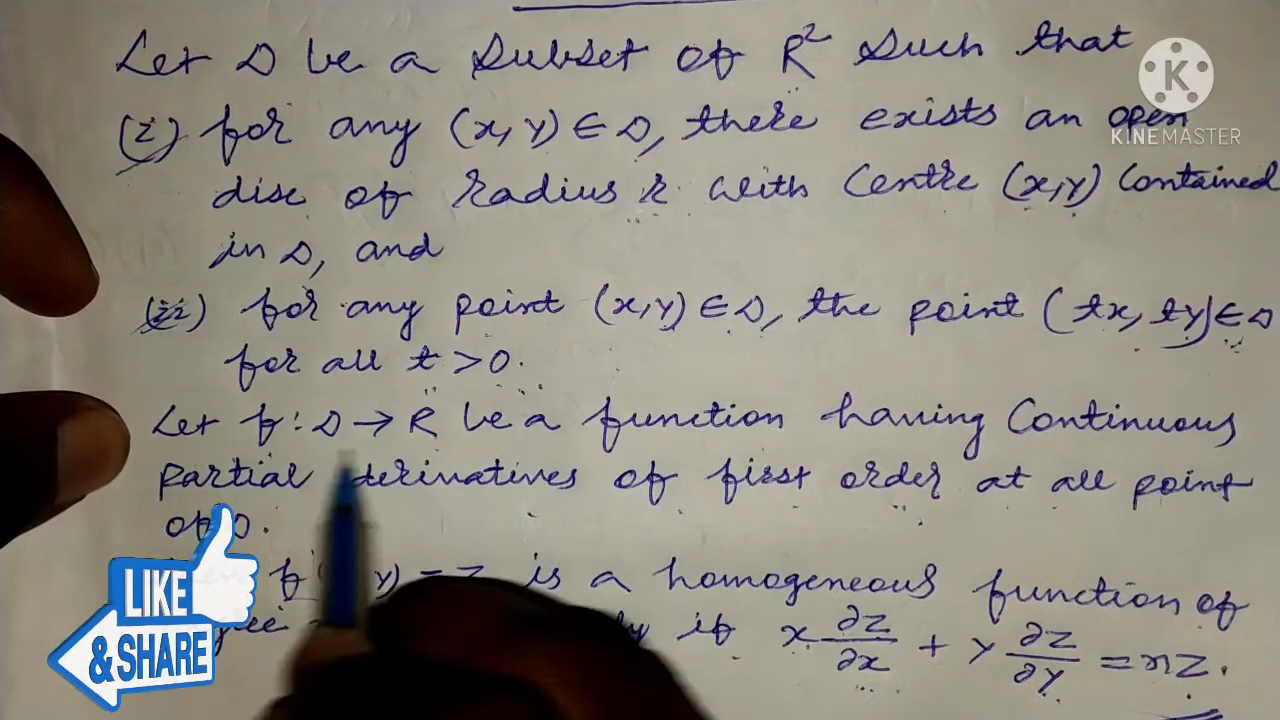 Let D be a subset of R² such that
(i) for any (x, y) ∈ D, there exists an open
disc of radius r with centre (x, y) contained
in D, and
(ii) for any point (x, y) ∈ D, the point (tx, ty) ∈ D
for all t > 0.
Let f : D → R be a function having continuous
partial derivatives of first order at all point
of D.
f y) = z is a homogeneous function of
if x ∂z/∂x + y ∂z/∂y = nz.
K
KINEMASTER
LIKE
& SHARE